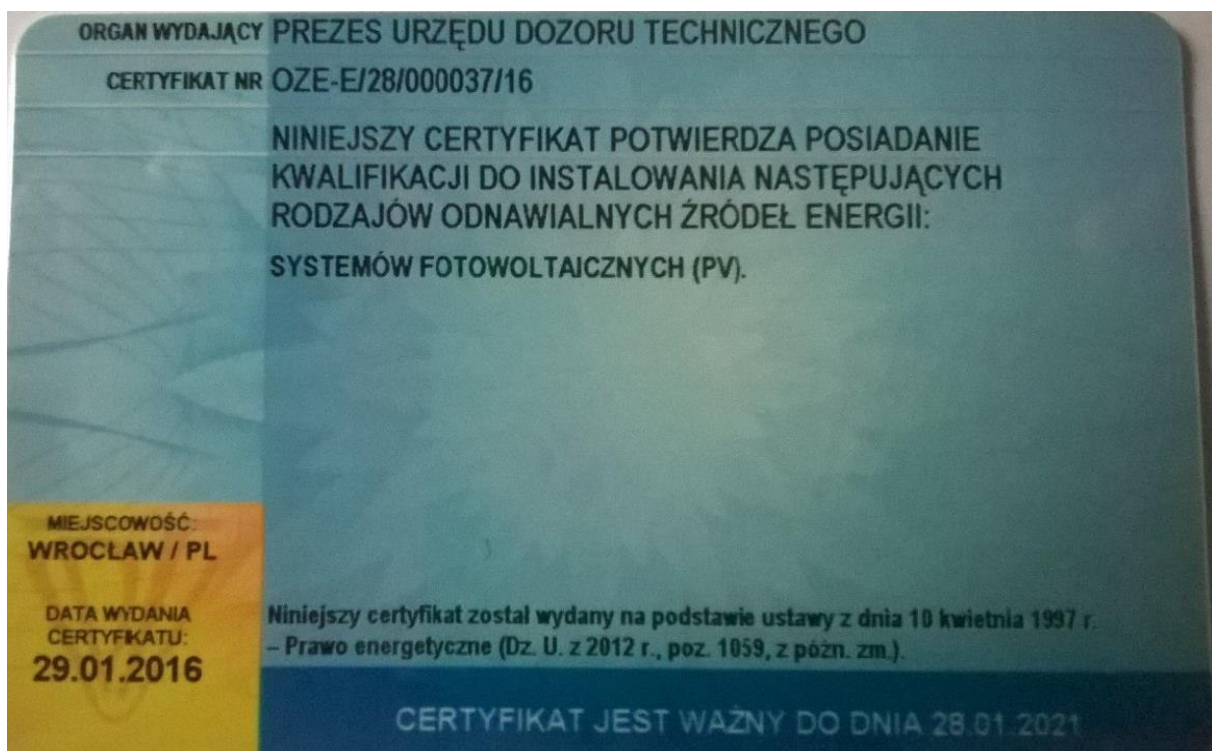 ORGAN WYDAJĄCY PREZES URZĘDU DOZORU TECHNICZNEGO
CERTYFIKAT NR OZE-E/28/000037/16
NINIEJSZY CERTYFIKAT POTWIERDZA POSIADANIE
KWALIFIKACJI DO INSTALOWANIA NASTĘPUJĄCYCH
RODZAJÓW ODNAWIALNYCH ŹRÓDEŁ ENERGII:
SYSTEMÓW FOTOWOLTAICZNYCH (PV).
MIEJSCOWOŚĆ:
WROCŁAW / PL
DATA WYDANIA
CERTYFIKATU:
29.01.2016
Niniejszy certyfikat został wydany na podstawie ustawy z dnia 10 kwietnia 1997 r.
– Prawo energetyczne (Dz. U. z 2012 r., poz. 1059, z późn. zm.).
CERTYFIKAT JEST WAŻNY DO DNIA 28.01.2021